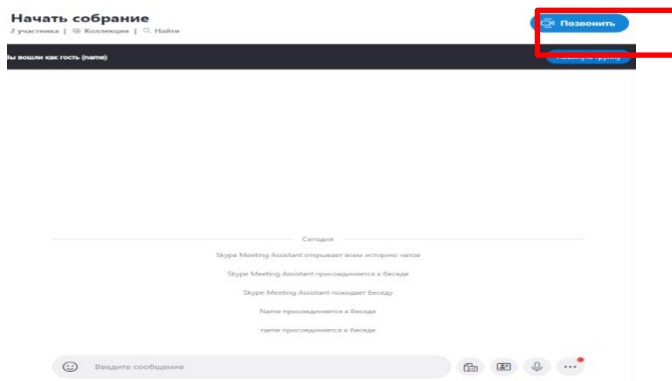 Начать собрание
2 участника | Коллекция | Найти
Позвонить
Вы вошли как гость (name)
Покинуть группу
Сегодня
Skype Meeting Assistant открывает всем историю чатов
Skype Meeting Assistant присоединяется к беседе
Skype Meeting Assistant покидает беседу
Name присоединяется к беседе
name присоединяется к беседе
Введите сообщение